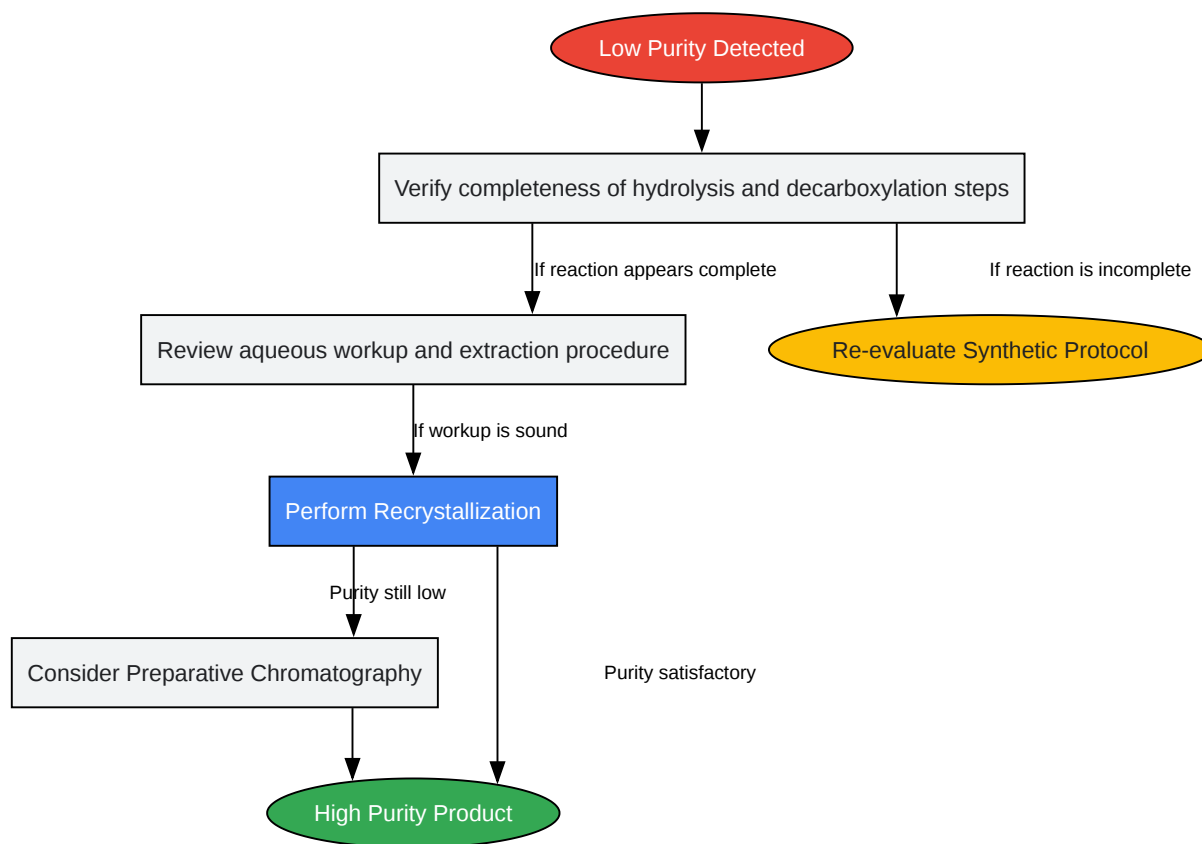 Low Purity Detected
Verify completeness of hydrolysis and decarboxylation steps
If reaction appears complete
If reaction is incomplete
Review aqueous workup and extraction procedure
Re-evaluate Synthetic Protocol
If workup is sound
Perform Recrystallization
Purity still low
Consider Preparative Chromatography
Purity satisfactory
High Purity Product